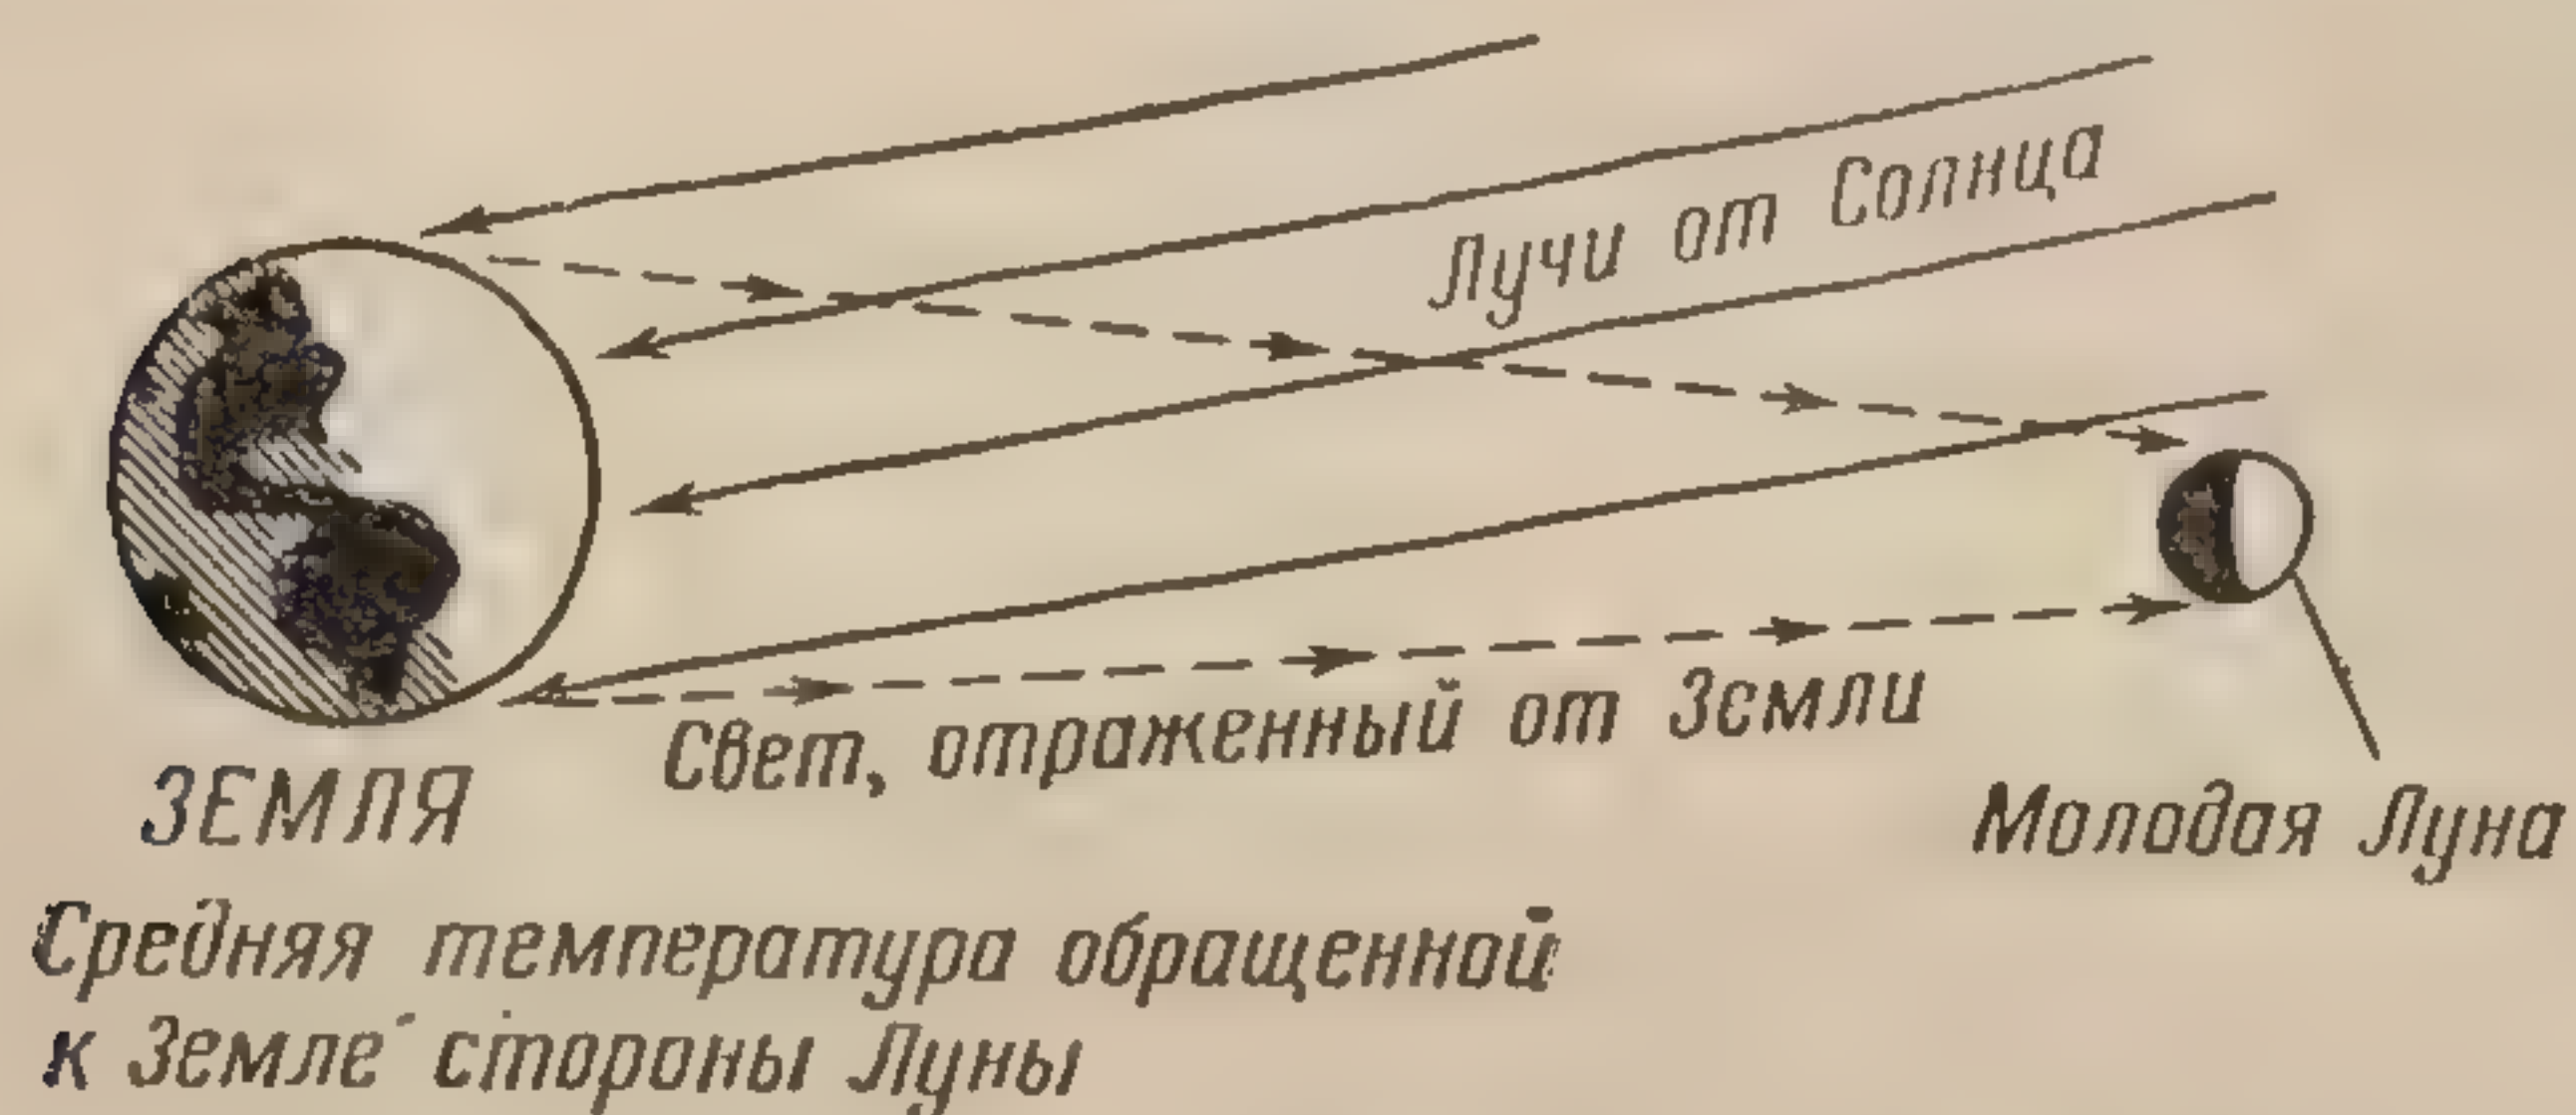 Лучи от Солнца
Свет, отраженный от Земли
ЗЕМЛЯ
Молодая Луна
Средняя температура обращенной
к Земле стороны Луны